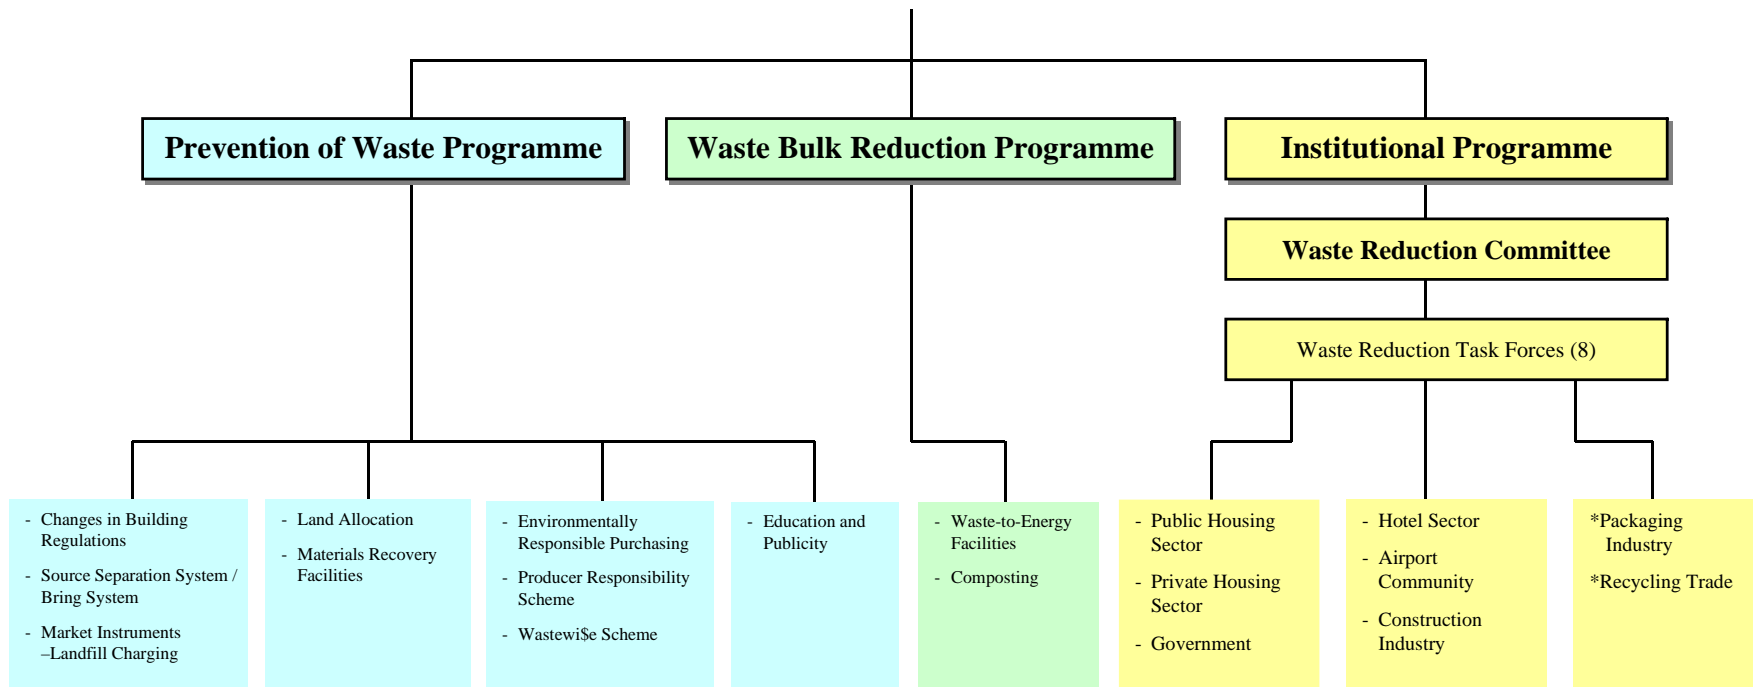 Prevention of Waste Programme
Waste Bulk Reduction Programme
Institutional Programme
Waste Reduction Committee
Waste Reduction Task Forces (8)
- Changes in Building
Regulations
- Source Separation System /
Bring System
- Market Instruments
–Landfill Charging
- Land Allocation
- Materials Recovery
Facilities
- Environmentally
Responsible Purchasing
- Producer Responsibility
Scheme
- Wastewi$e Scheme
- Education and
Publicity
- Waste-to-Energy
Facilities
- Composting
- Public Housing
Sector
- Private Housing
Sector
- Government
- Hotel Sector
- Airport
Community
- Construction
Industry
*Packaging
Industry
*Recycling Trade